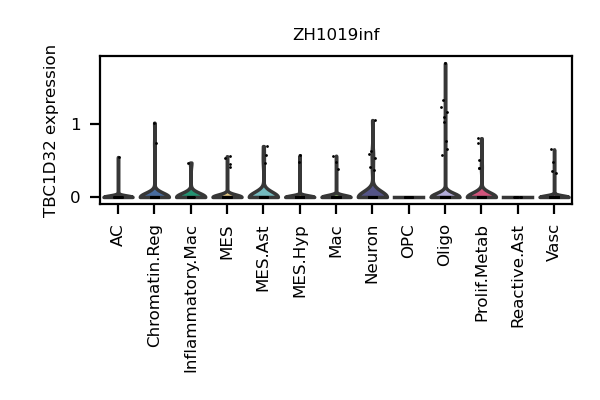 ZH1019inf
TBC1D32 expression
1
0
AC
Chromatin.Reg
Inflammatory.Mac
MES
MES.Ast
MES.Hyp
Mac
Neuron
OPC
Oligo
Prolif.Metab
Reactive.Ast
Vasc